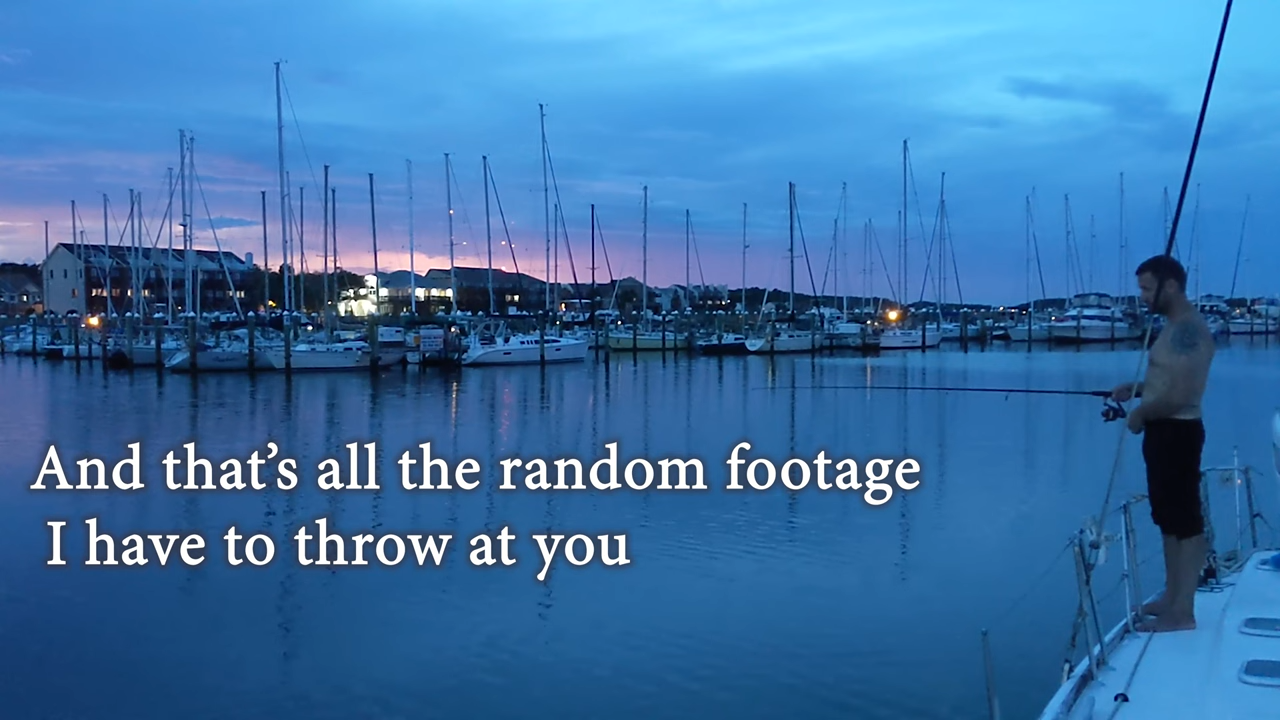 And that’s all the random footage
I have to throw at you